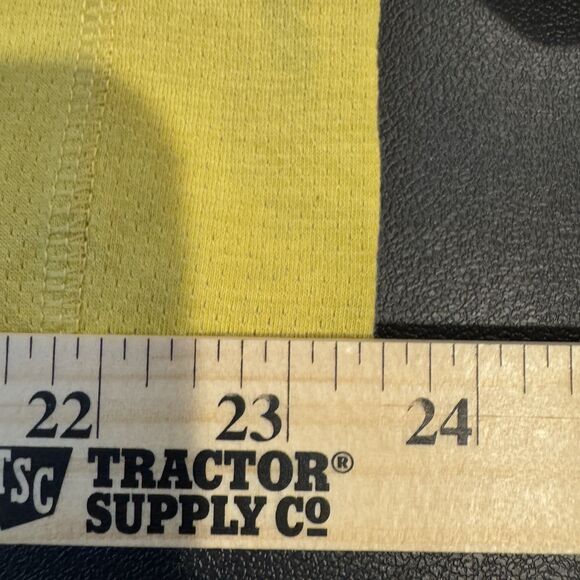 22 23 24
TSC TRACTOR®
SUPPLY CO